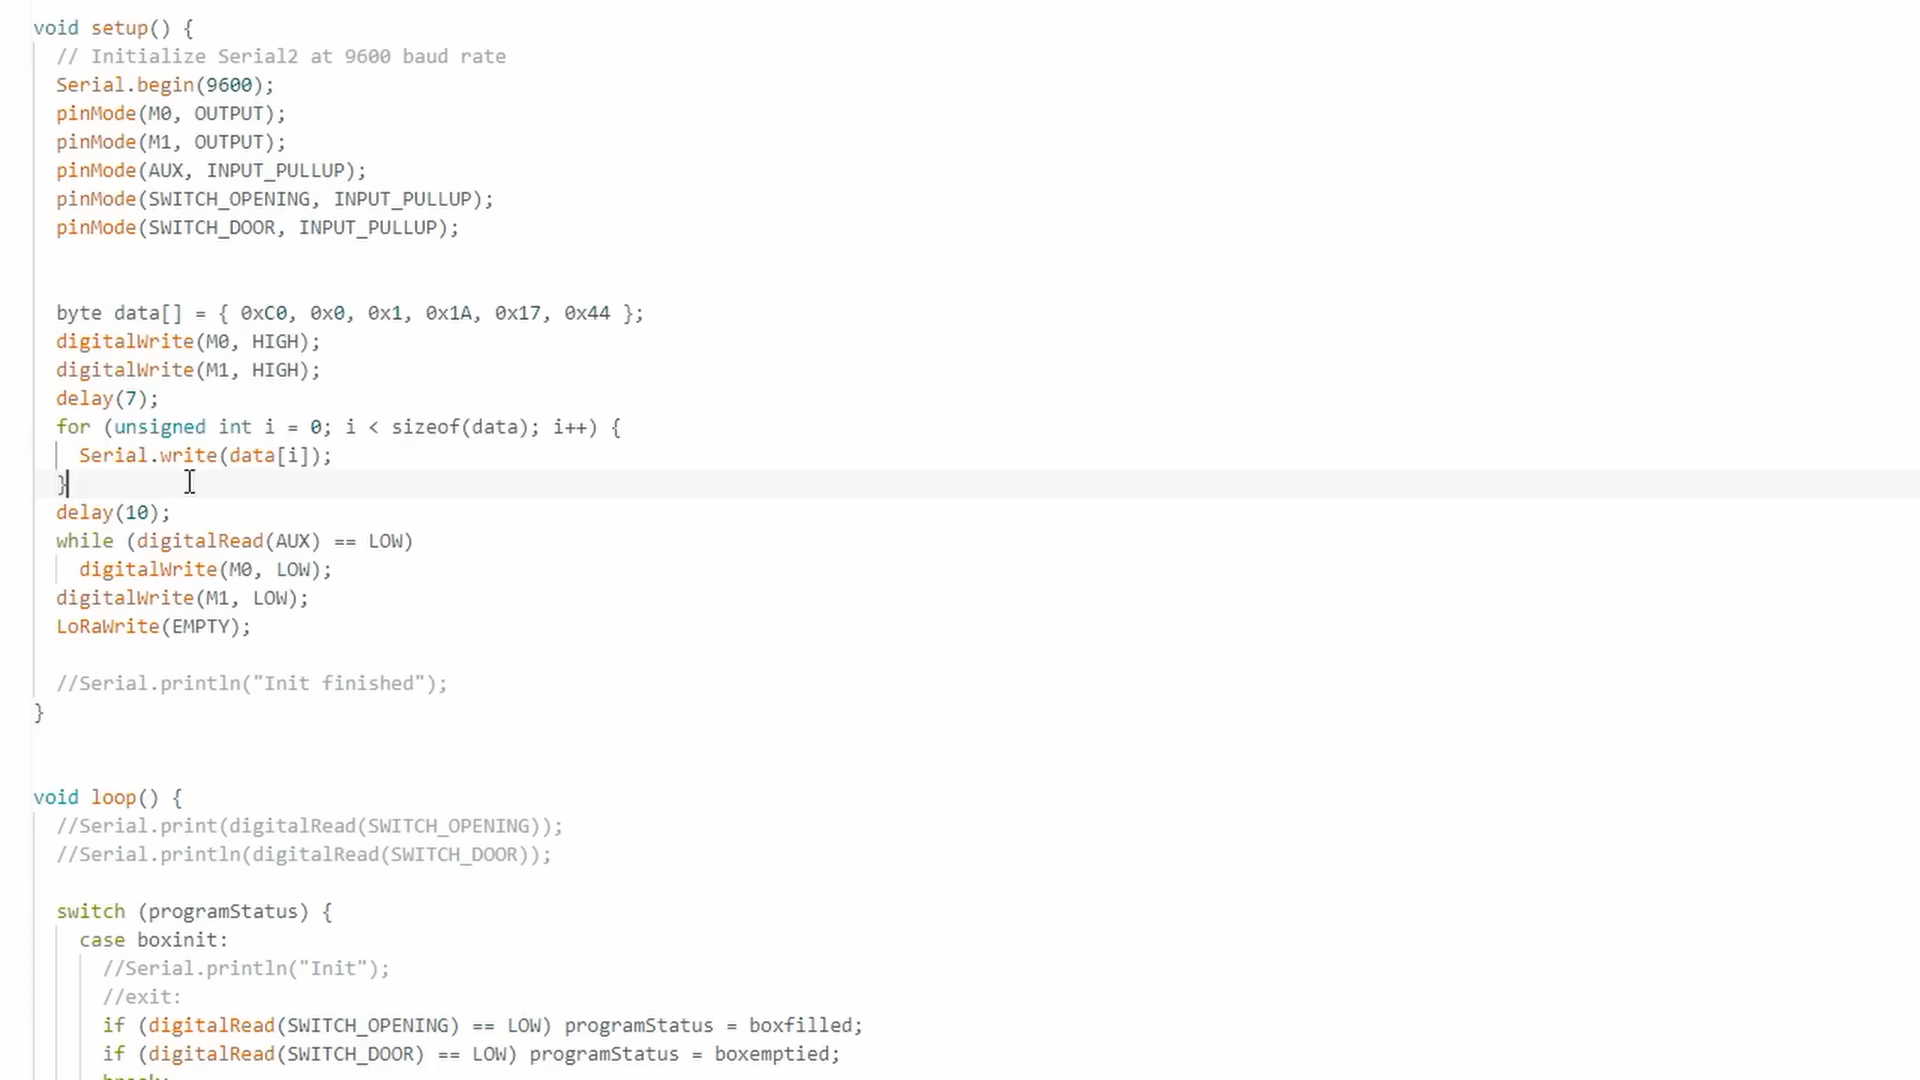 void setup() {
// Initialize Serial2 at 9600 baud rate
Serial.begin(9600);
pinMode(M0, OUTPUT);
pinMode(M1, OUTPUT);
pinMode(AUX, INPUT_PULLUP);
pinMode(SWITCH_OPENING, INPUT_PULLUP);
pinMode(SWITCH_DOOR, INPUT_PULLUP);
byte data[] = { 0xC0, 0x0, 0x1, 0x1A, 0x17, 0x44 };
digitalWrite(M0, HIGH);
digitalWrite(M1, HIGH);
delay(7);
for (unsigned int i = 0; i < sizeof(data); i++) {
Serial.write(data[i]);
}
delay(10);
while (digitalRead(AUX) == LOW)
digitalWrite(M0, LOW);
digitalWrite(M1, LOW);
LoRaWrite(EMPTY);
//Serial.println("Init finished");
}
void loop() {
//Serial.print(digitalRead(SWITCH_OPENING));
//Serial.println(digitalRead(SWITCH_DOOR));
switch (programStatus) {
case boxinit:
//Serial.println("Init");
//exit:
if (digitalRead(SWITCH_OPENING) == LOW) programStatus = boxfilled;
if (digitalRead(SWITCH_DOOR) == LOW) programStatus = boxemptied;